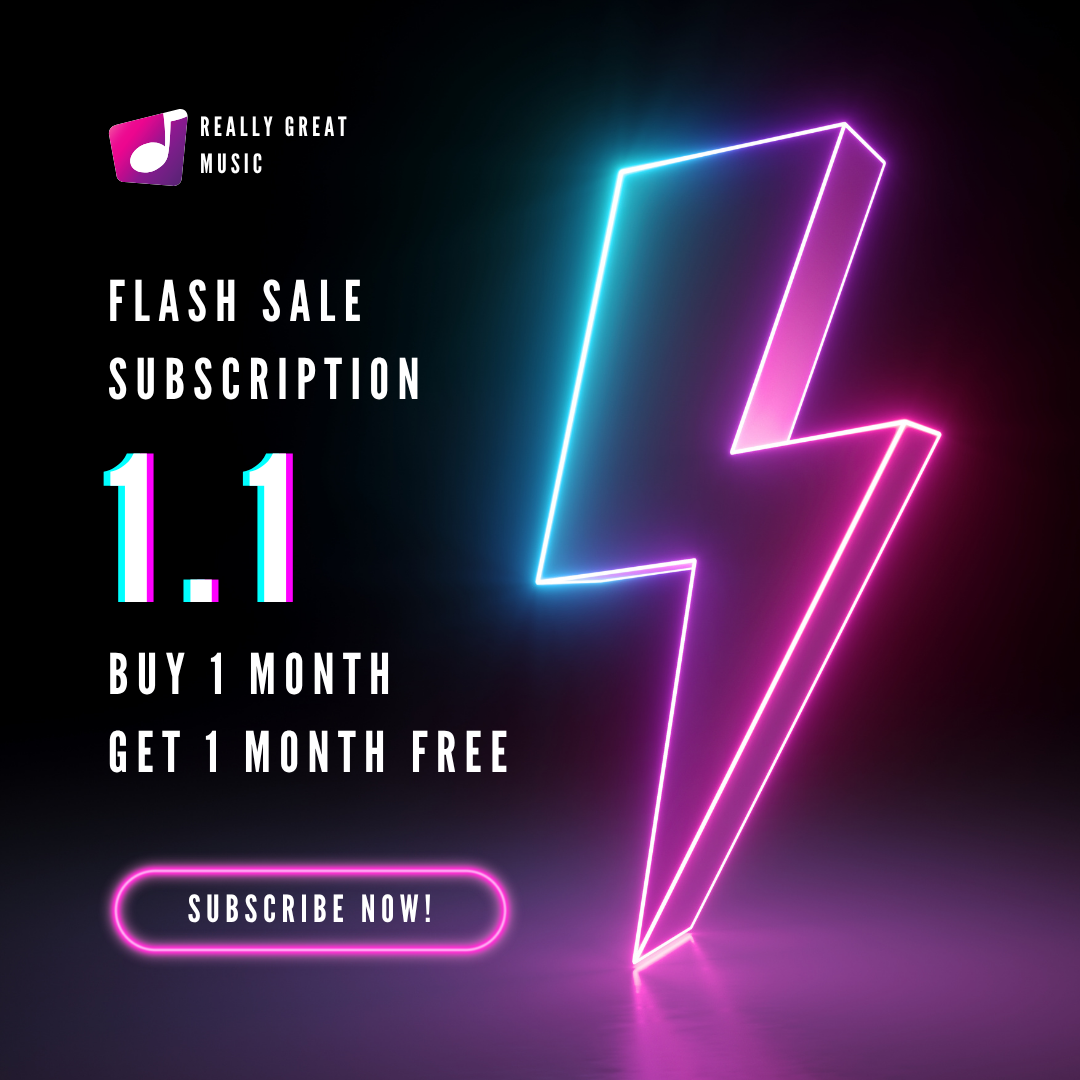 REALLY GREAT
MUSIC
FLASH SALE
SUBSCRIPTION
1.1
BUY 1 MONTH
GET 1 MONTH FREE
SUBSCRIBE NOW!